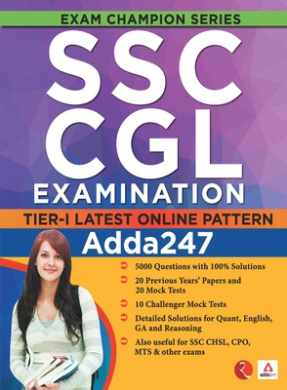 EXAM CHAMPION SERIES
SSC
CGL
EXAMINATION
TIER-I LATEST ONLINE PATTERN
Adda247
5000 Questions with 100% Solutions
20 Previous Years' Papers and
20 Mock Tests
10 Challenger Mock Tests
Detailed Solutions for Quant, English,
GA and Reasoning
Also useful for SSC CHSL, CPO,
MTS & other exams